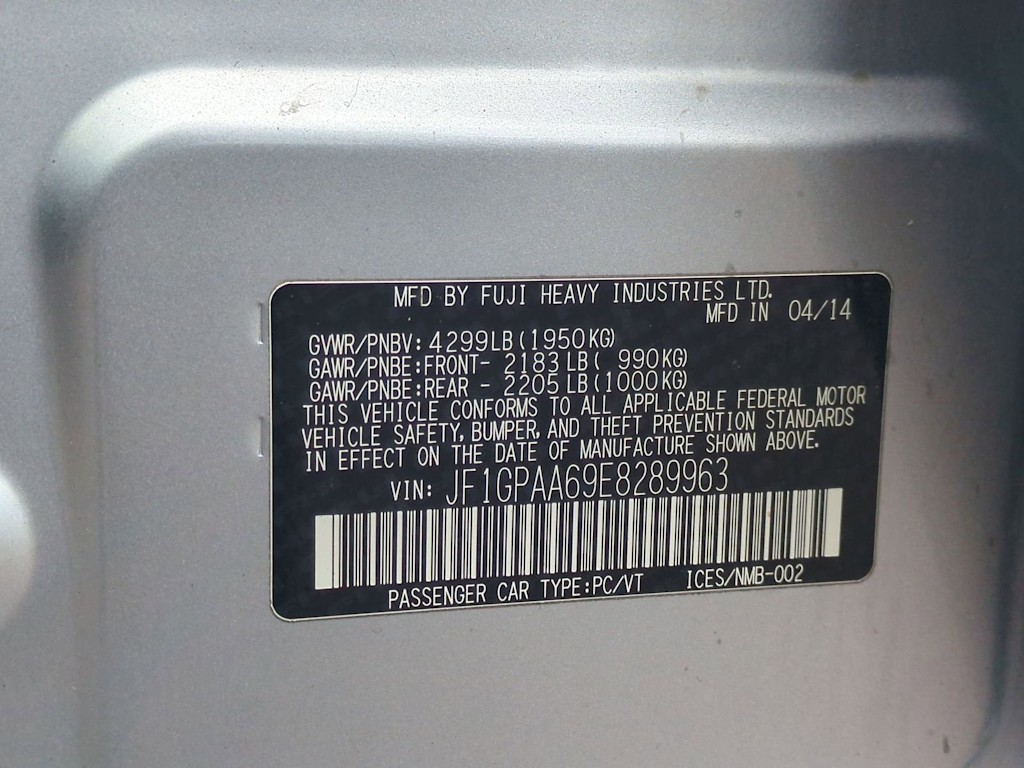 MFD BY FUJI HEAVY INDUSTRIES LTD.
MFD IN 04/14
GVWR/PNBV: 4299LB(1950KG)
GAWR/PNBE:FRONT- 2183LB( 990KG)
GAWR/PNBE:REAR - 2205LB(1000KG)
THIS VEHICLE CONFORMS TO ALL APPLICABLE FEDERAL MOTOR
VEHICLE SAFETY, BUMPER, AND THEFT PREVENTION STANDARDS
IN EFFECT ON THE DATE OF MANUFACTURE SHOWN ABOVE.
VIN: JF1GPAA69E8289963
PASSENGER CAR TYPE:PC/VT ICES/NMB-002